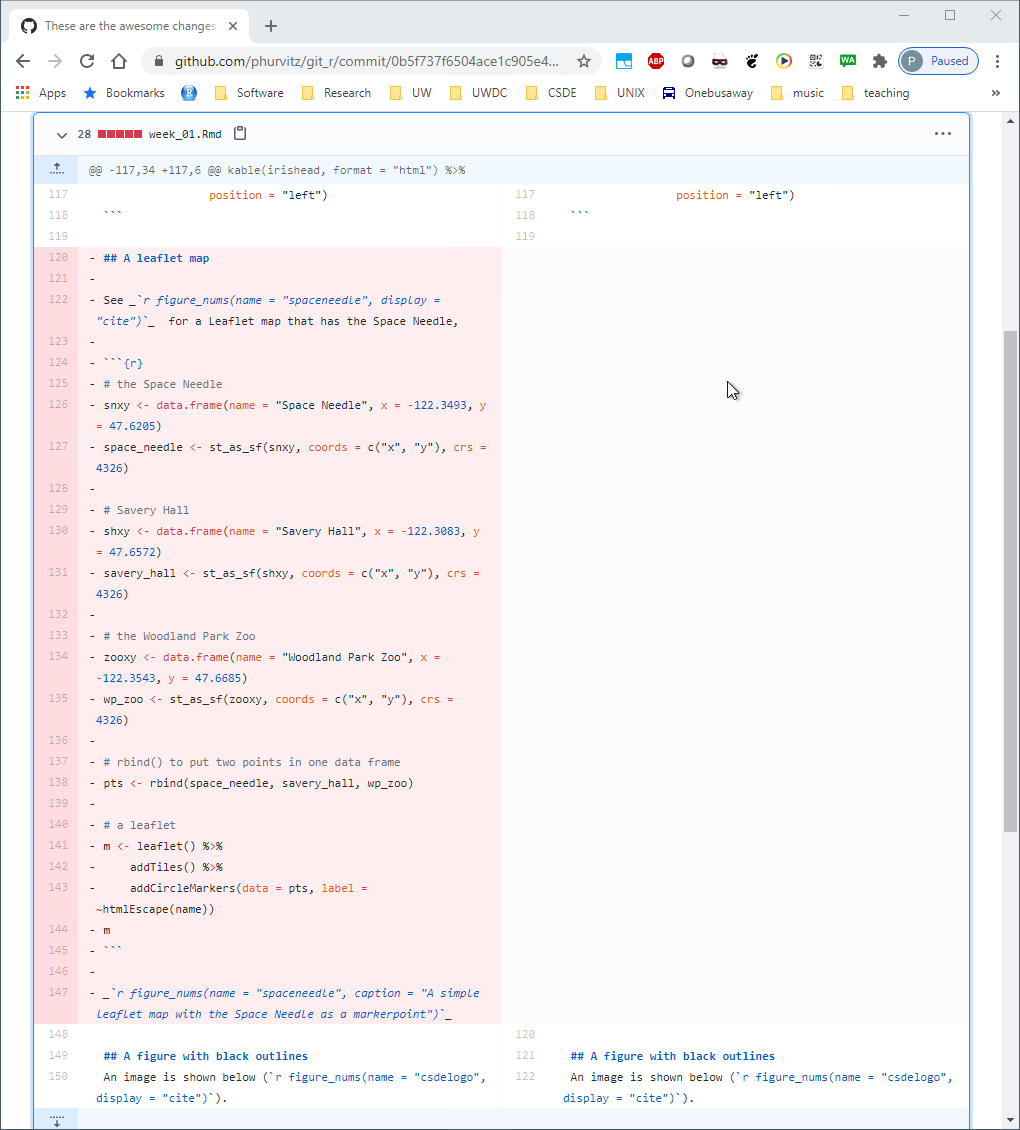 These are the awesome changes
github.com/phurvitz/git_r/commit/0b5f737f6504ace1c905e4...
ABP
WA
P Paused
Apps Bookmarks R Software Research UW UWDC CSDE UNIX Onebusaway music teaching »
28 week_01.Rmd
@@ -117,34 +117,6 @@ kable(irishead, format = "html") %>%
117 position = "left") 117 position = "left")
118 ``` 118 ```
119 119
120 - ## A leaflet map
121 -
122 - See _`r figure_nums(name = "spaceneedle", display =
"cite")`_ for a Leaflet map that has the Space Needle,
123 -
124 - ```{r}
125 - # the Space Needle
126 - snxy <- data.frame(name = "Space Needle", x = -122.3493, y
= 47.6205)
127 - space_needle <- st_as_sf(snxy, coords = c("x", "y"), crs =
4326)
128 -
129 - # Savery Hall
130 - shxy <- data.frame(name = "Savery Hall", x = -122.3083, y
= 47.6572)
131 - savery_hall <- st_as_sf(shxy, coords = c("x", "y"), crs =
4326)
132 -
133 - # the Woodland Park Zoo
134 - zooxy <- data.frame(name = "Woodland Park Zoo", x =
-122.3543, y = 47.6685)
135 - wp_zoo <- st_as_sf(zooxy, coords = c("x", "y"), crs =
4326)
136 -
137 - # rbind() to put two points in one data frame
138 - pts <- rbind(space_needle, savery_hall, wp_zoo)
139 -
140 - # a leaflet
141 - m <- leaflet() %>%
142 - addTiles() %>%
143 - addCircleMarkers(data = pts, label =
~htmlEscape(name))
144 - m
145 - ```
146 -
147 - _`r figure_nums(name = "spaceneedle", caption = "A simple
leaflet map with the Space Needle as a markerpoint")`_
148 120
149 ## A figure with black outlines 121 ## A figure with black outlines
150 An image is shown below (`r figure_nums(name = "csdelogo", 122 An image is shown below (`r figure_nums(name = "csdelogo",
display = "cite")`). display = "cite")`).